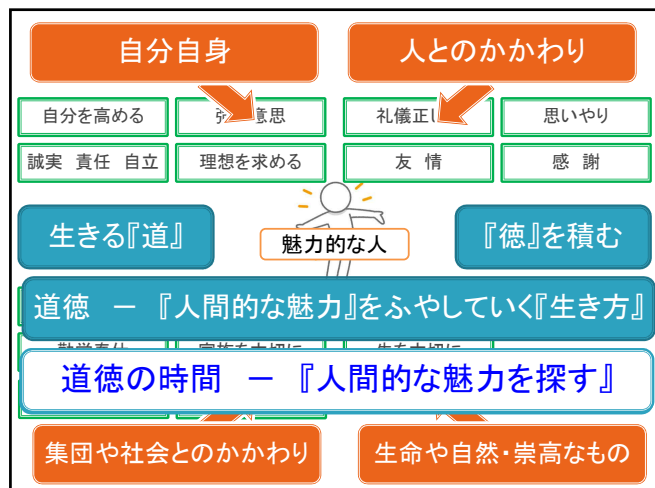 自分自身
人とのかかわり
自分を高める
意思
礼儀正し
思いやり
誠実 責任 自立
理想を求める
友 情
感 謝
生きる『道』
魅力的な人
『徳』を積む
道徳 － 『人間的な魅力』をふやしていく『生き方』
道徳の時間 － 『人間的な魅力を探す』
集団や社会とのかかわり
生命や自然・崇高なもの